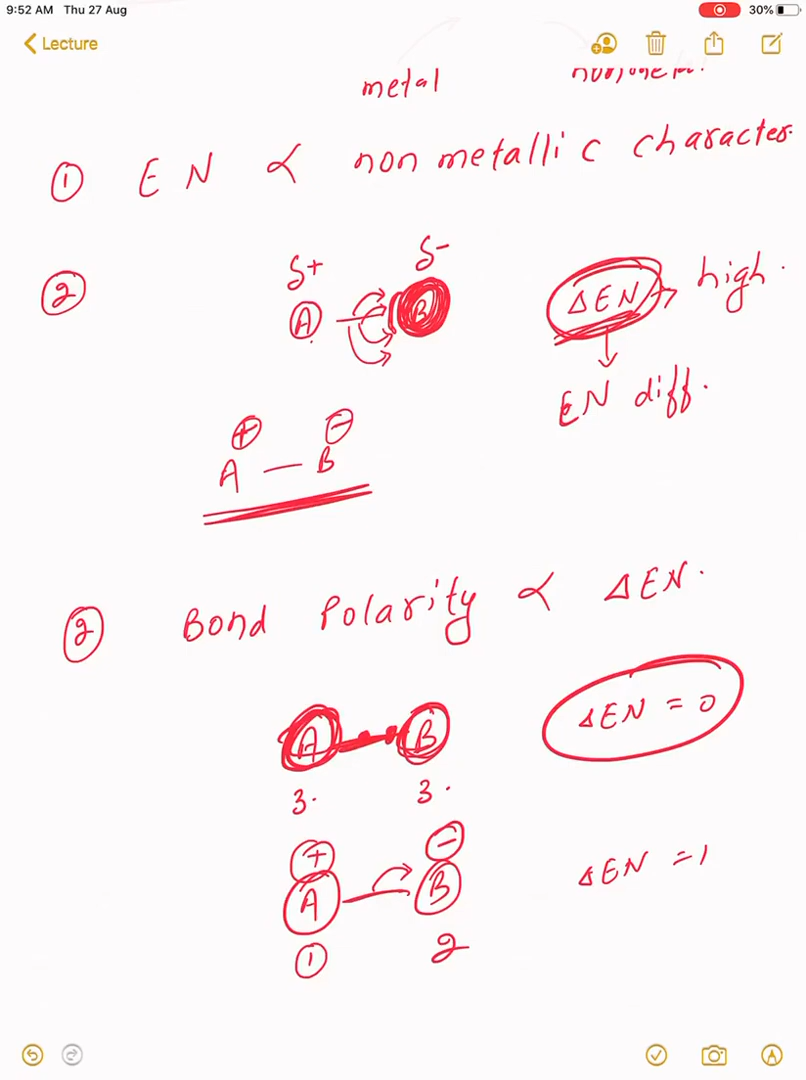 9:52 AM Thu 27 Aug
30%
Lecture
metal
① EN ∝ non metallic character.
② δ+ δ-
A B
ΔEN → high.
EN diff.
⊕ ⊖
A — B
② Bond Polarity ∝ ΔEN.
A B
ΔEN = 0
3. 3.
+ -
A B
ΔEN = 1
① 2